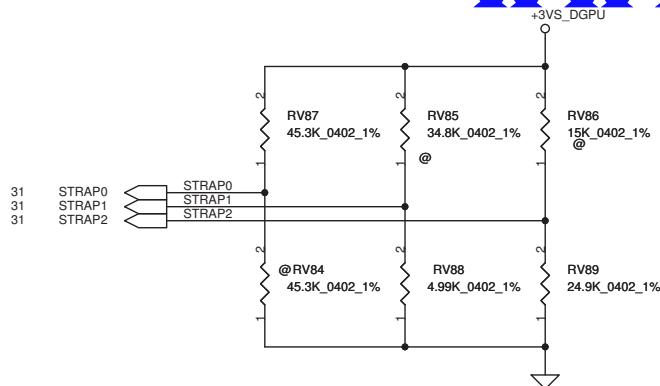 +3VS_DGPU
2
2
2
RV87
45.3K_0402_1%
RV85
34.8K_0402_1%
RV86
15K_0402_1%
@
@
1
1
1
31 STRAP0 STRAP0
31 STRAP1 STRAP1
31 STRAP2 STRAP2
2
2
2
@RV84
45.3K_0402_1%
RV88
4.99K_0402_1%
RV89
24.9K_0402_1%
1
1
1